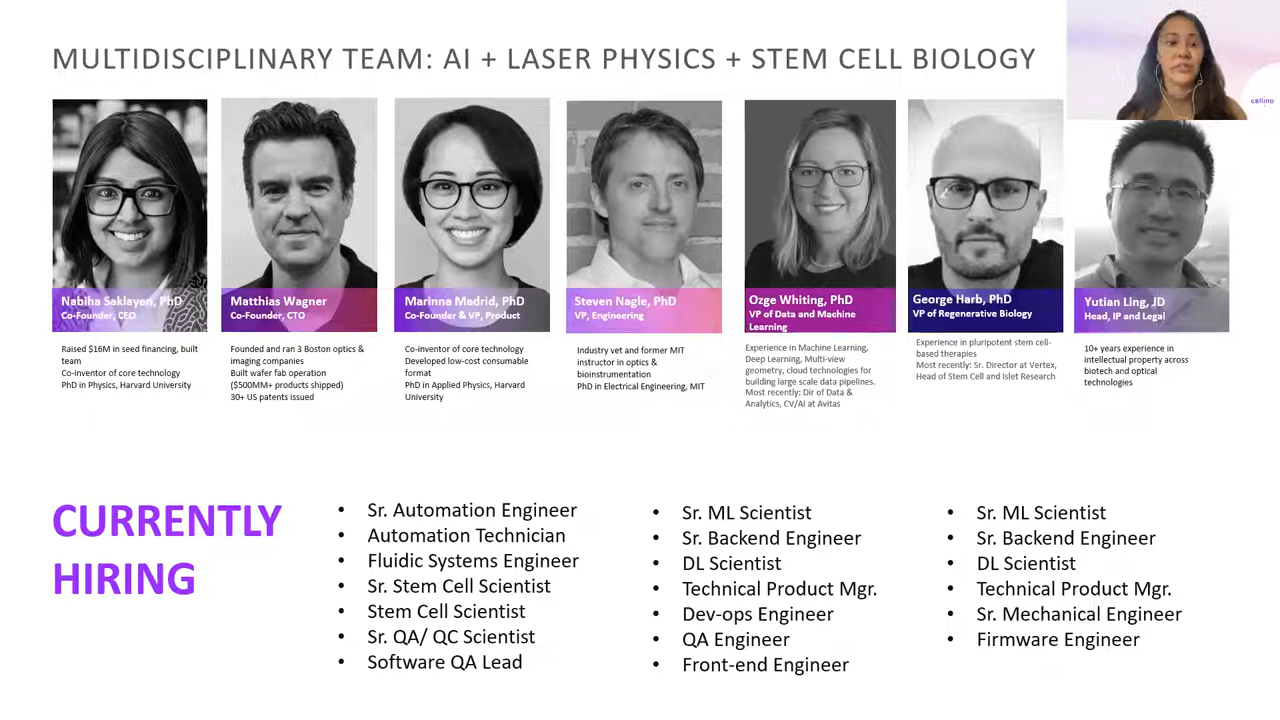 MULTIDISCIPLINARY TEAM: AI + LASER PHYSICS + STEM CELL BIOLOGY
cellino
Nabiha Saklayen, PhD
Co-Founder, CEO
Raised $16M in seed financing, built
team
Co-inventor of core technology
PhD in Physics, Harvard University
Matthias Wagner
Co-Founder, CTO
Founded and ran 3 Boston optics &
imaging companies
Built wafer fab operation
($500MM+ products shipped)
30+ US patents issued
Marinna Madrid, PhD
Co-Founder & VP, Product
Co-inventor of core technology
Developed low-cost consumable
format
PhD in Applied Physics, Harvard
University
Steven Nagle, PhD
VP, Engineering
Industry vet and former MIT
instructor in optics &
bioinstrumentation
PhD in Electrical Engineering, MIT
Ozge Whiting, PhD
VP of Data and Machine
Learning
Experience in Machine Learning,
Deep Learning, Multi-view
geometry, cloud technologies for
building large scale data pipelines.
Most recently: Dir of Data &
Analytics, CV/AI at Avitas
George Harb, PhD
VP of Regenerative Biology
Experience in pluripotent stem cell-
based therapies
Most recently: Sr. Director at Vertex,
Head of Stem Cell and Islet Research
Yutian Ling, JD
Head, IP and Legal
10+ years experience in
intellectual property across
biotech and optical
technologies
CURRENTLY
HIRING
• Sr. Automation Engineer
• Automation Technician
• Fluidic Systems Engineer
• Sr. Stem Cell Scientist
• Stem Cell Scientist
• Sr. QA/ QC Scientist
• Software QA Lead
• Sr. ML Scientist
• Sr. Backend Engineer
• DL Scientist
• Technical Product Mgr.
• Dev-ops Engineer
• QA Engineer
• Front-end Engineer
• Sr. ML Scientist
• Sr. Backend Engineer
• DL Scientist
• Technical Product Mgr.
• Sr. Mechanical Engineer
• Firmware Engineer